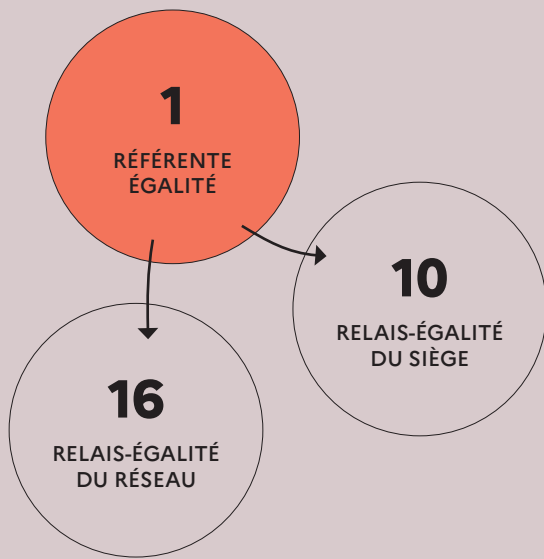 1
RÉFÉRENTE
ÉGALITÉ
10
RELAIS-ÉGALITÉ
DU SIÈGE
16
RELAIS-ÉGALITÉ
DU RÉSEAU